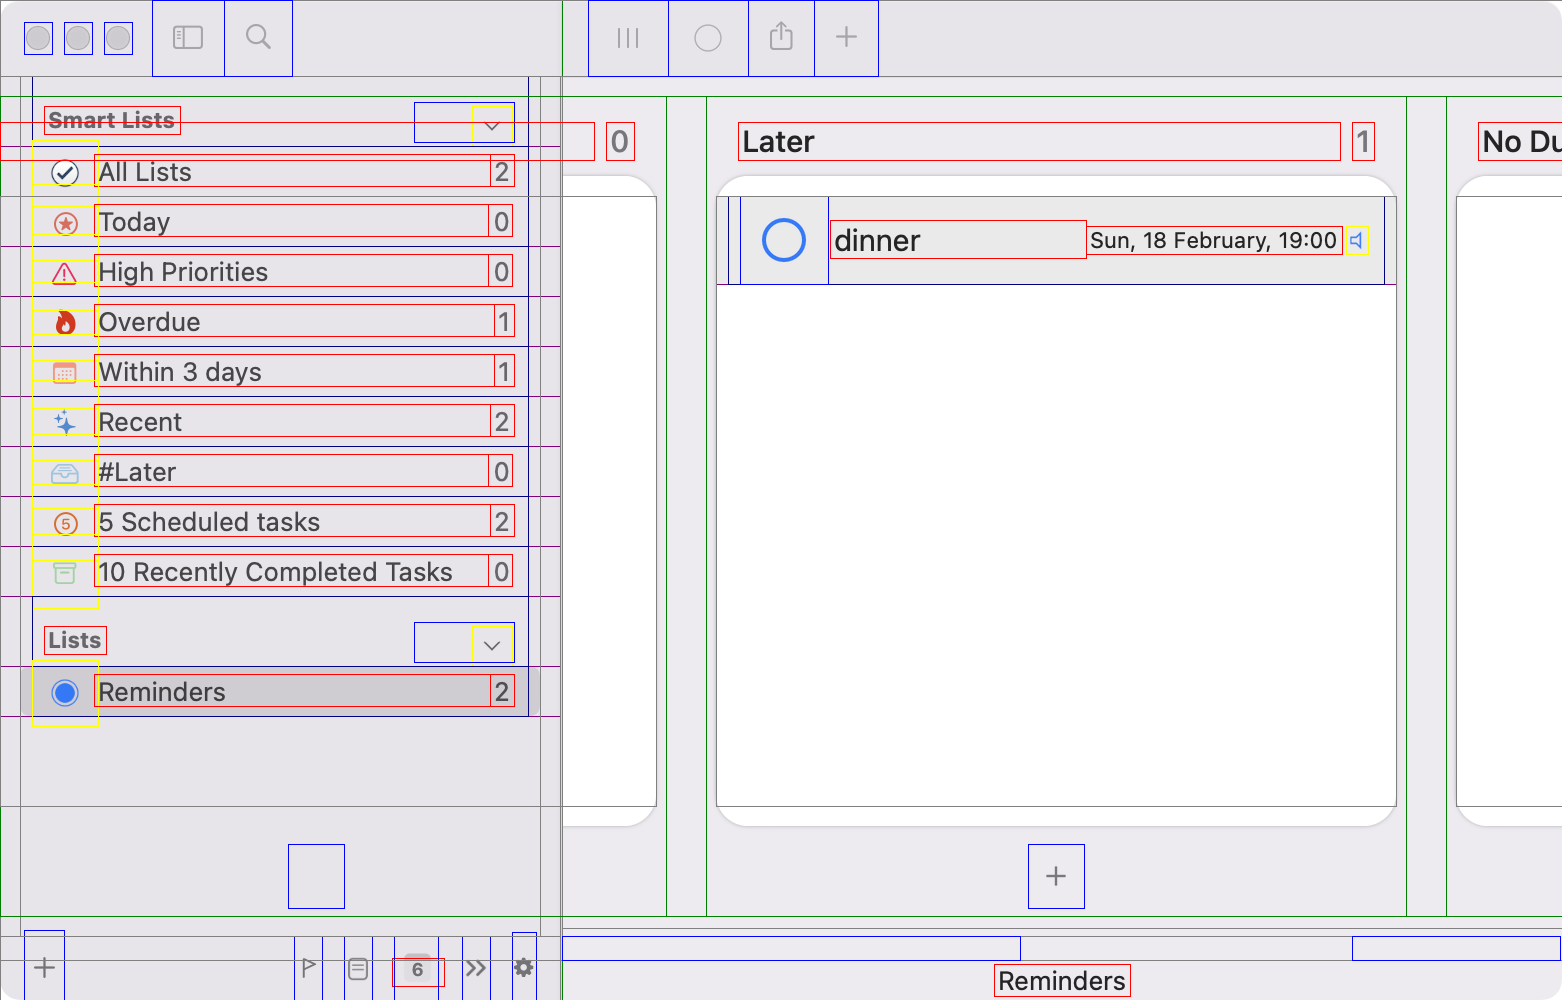 Smart Lists
All Lists 2
Today 0
High Priorities 0
Overdue 1
Within 3 days 1
Recent 2
#Later 0
5 Scheduled tasks 2
10 Recently Completed Tasks 0
Lists
Reminders 2
6
0
Later 1
dinner Sun, 18 February, 19:00
No Du
Reminders